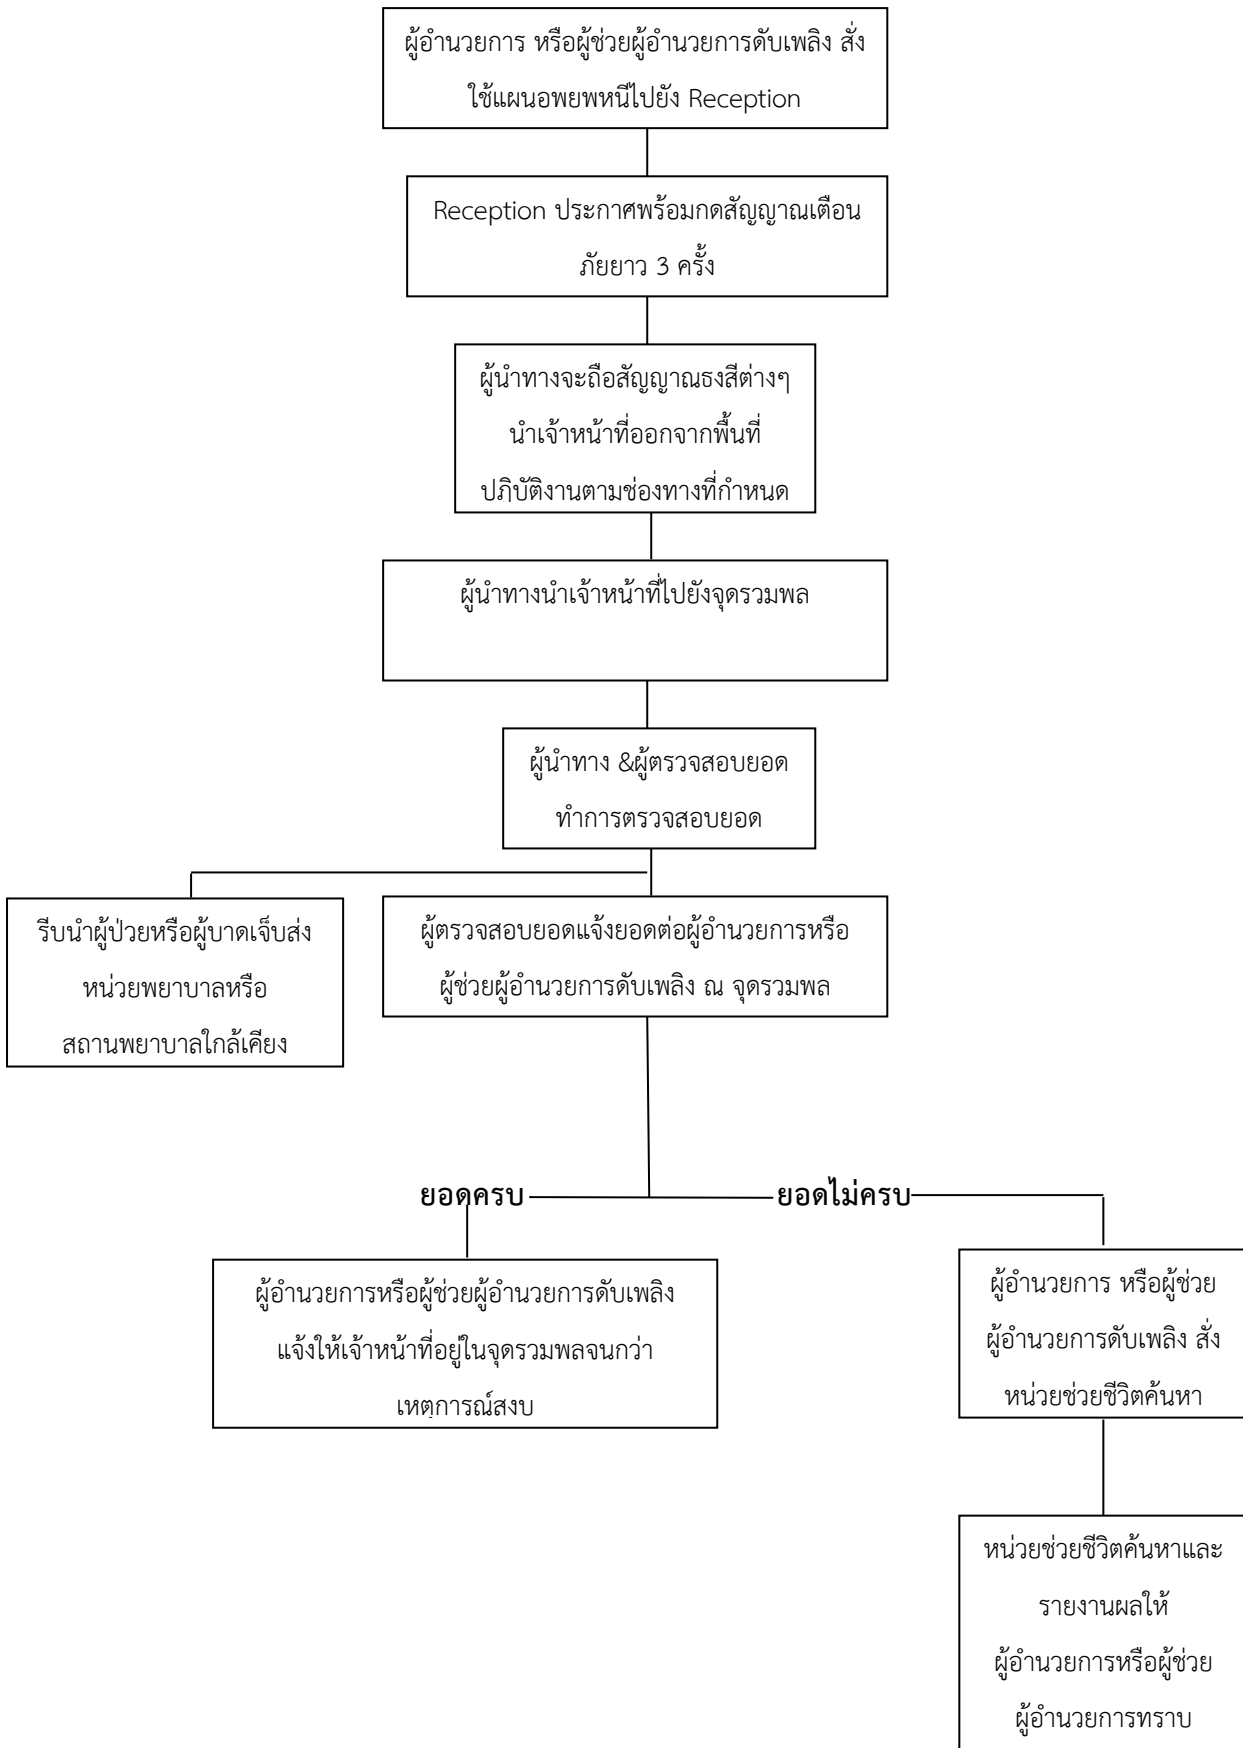 ผู้อำนวยการ หรือผู้ช่วยผู้อำนวยการดับเพลิง สั่ง
ใช้แผนอพยพหนีไปยัง Reception
Reception ประกาศพร้อมกดสัญญาณเตือน
ภัยยาว 3 ครั้ง
ผู้นำทางจะถือสัญญาณธงสีต่างๆ
นำเจ้าหน้าที่ออกจากพื้นที่
ปฏิบัติงานตามช่องทางที่กำหนด
ผู้นำทางนำเจ้าหน้าที่ไปยังจุดรวมพล
ผู้นำทาง &ผู้ตรวจสอบยอด
ทำการตรวจสอบยอด
รีบนำผู้ป่วยหรือผู้บาดเจ็บส่ง
หน่วยพยาบาลหรือ
สถานพยาบาลใกล้เคียง
ผู้ตรวจสอบยอดแจ้งยอดต่อผู้อำนวยการหรือ
ผู้ช่วยผู้อำนวยการดับเพลิง ณ จุดรวมพล
ยอดครบ
ยอดไม่ครบ
ผู้อำนวยการหรือผู้ช่วยผู้อำนวยการดับเพลิง
แจ้งให้เจ้าหน้าที่อยู่ในจุดรวมพลจนกว่า
เหตุการณ์สงบ
ผู้อำนวยการ หรือผู้ช่วย
ผู้อำนวยการดับเพลิง สั่ง
หน่วยช่วยชีวิตค้นหา
หน่วยช่วยชีวิตค้นหาและ
รายงานผลให้
ผู้อำนวยการหรือผู้ช่วย
ผู้อำนวยการทราบ